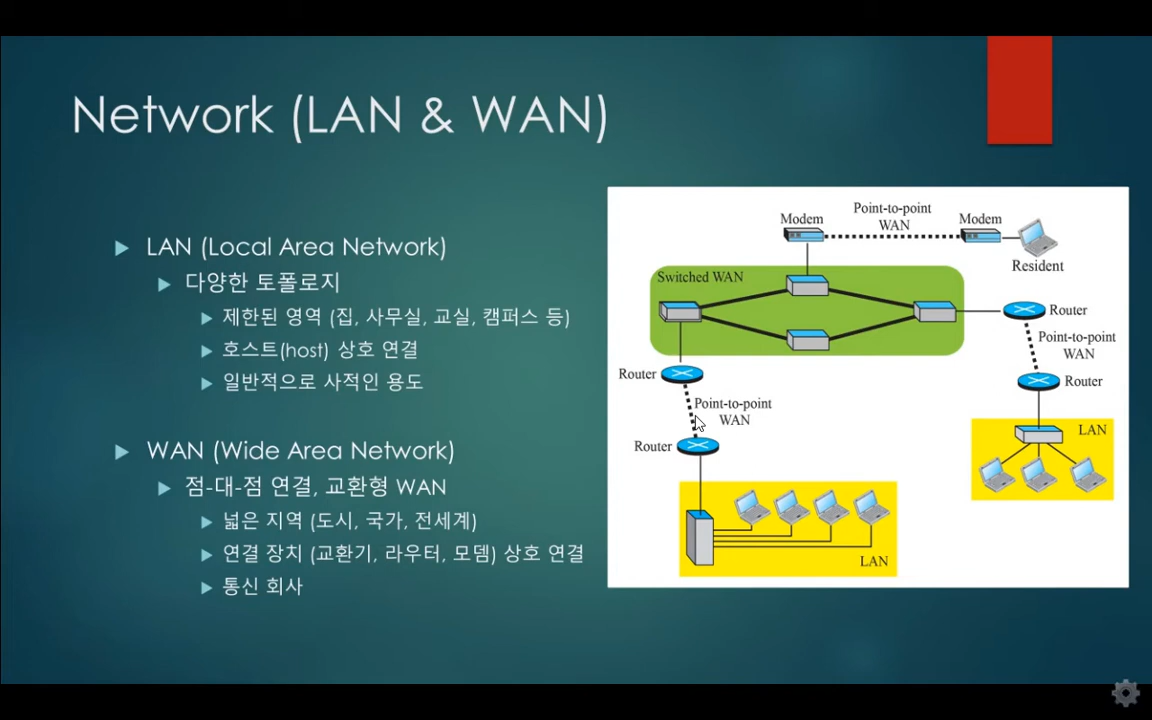 Network (LAN & WAN)
LAN (Local Area Network)
다양한 토폴로지
제한된 영역 (집, 사무실, 교실, 캠퍼스 등)
호스트(host) 상호 연결
일반적으로 사적인 용도
WAN (Wide Area Network)
점-대-점 연결, 교환형 WAN
넓은 지역 (도시, 국가, 전세계)
연결 장치 (교환기, 라우터, 모뎀) 상호 연결
통신 회사
Point-to-point
WAN
Modem
Modem
Resident
Switched WAN
Router
Point-to-point
WAN
Router
LAN
Router
Point-to-point
WAN
Router
LAN